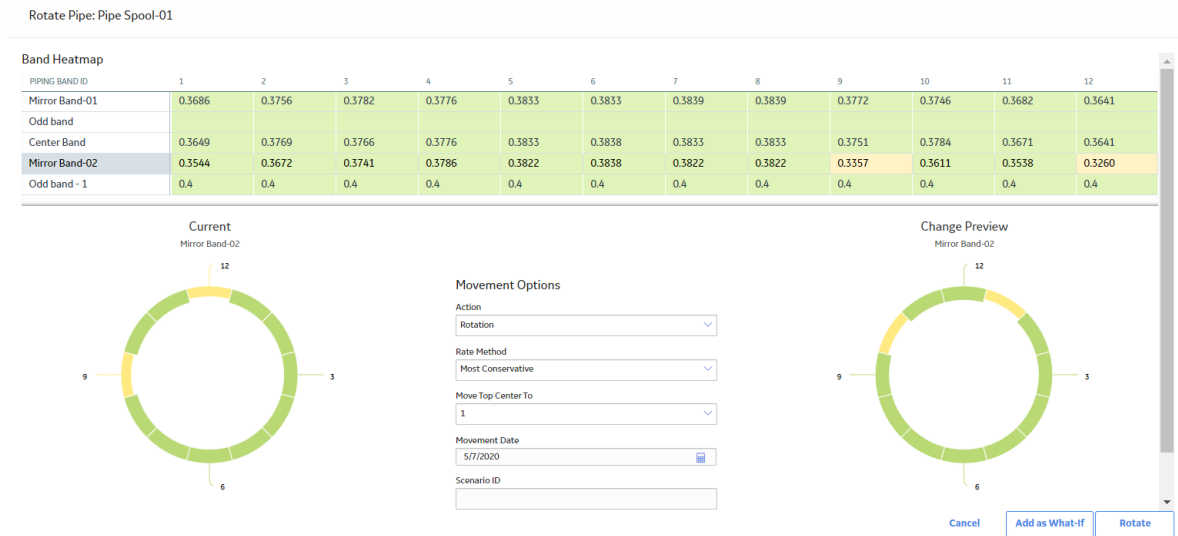 Rotate Pipe: Pipe Spool-01
Band Heatmap
PIPING BAND ID 1 2 3 4 5 6 7 8 9 10 11 12
Mirror Band-01 0.3686 0.3756 0.3782 0.3776 0.3833 0.3833 0.3839 0.3839 0.3772 0.3746 0.3682 0.3641
Odd band
Center Band 0.3649 0.3769 0.3766 0.3776 0.3833 0.3838 0.3833 0.3833 0.3751 0.3784 0.3671 0.3641
Mirror Band-02 0.3544 0.3672 0.3741 0.3786 0.3822 0.3838 0.3822 0.3822 0.3357 0.3611 0.3538 0.3260
Odd band - 1 0.4 0.4 0.4 0.4 0.4 0.4 0.4 0.4 0.4 0.4 0.4 0.4
Current
Mirror Band-02
12
9
3
6
Movement Options
Action
Rotation
Rate Method
Most Conservative
Move Top Center To
1
Movement Date
5/7/2020
Scenario ID
Change Preview
Mirror Band-02
12
9
3
6
Cancel Add as What-If Rotate